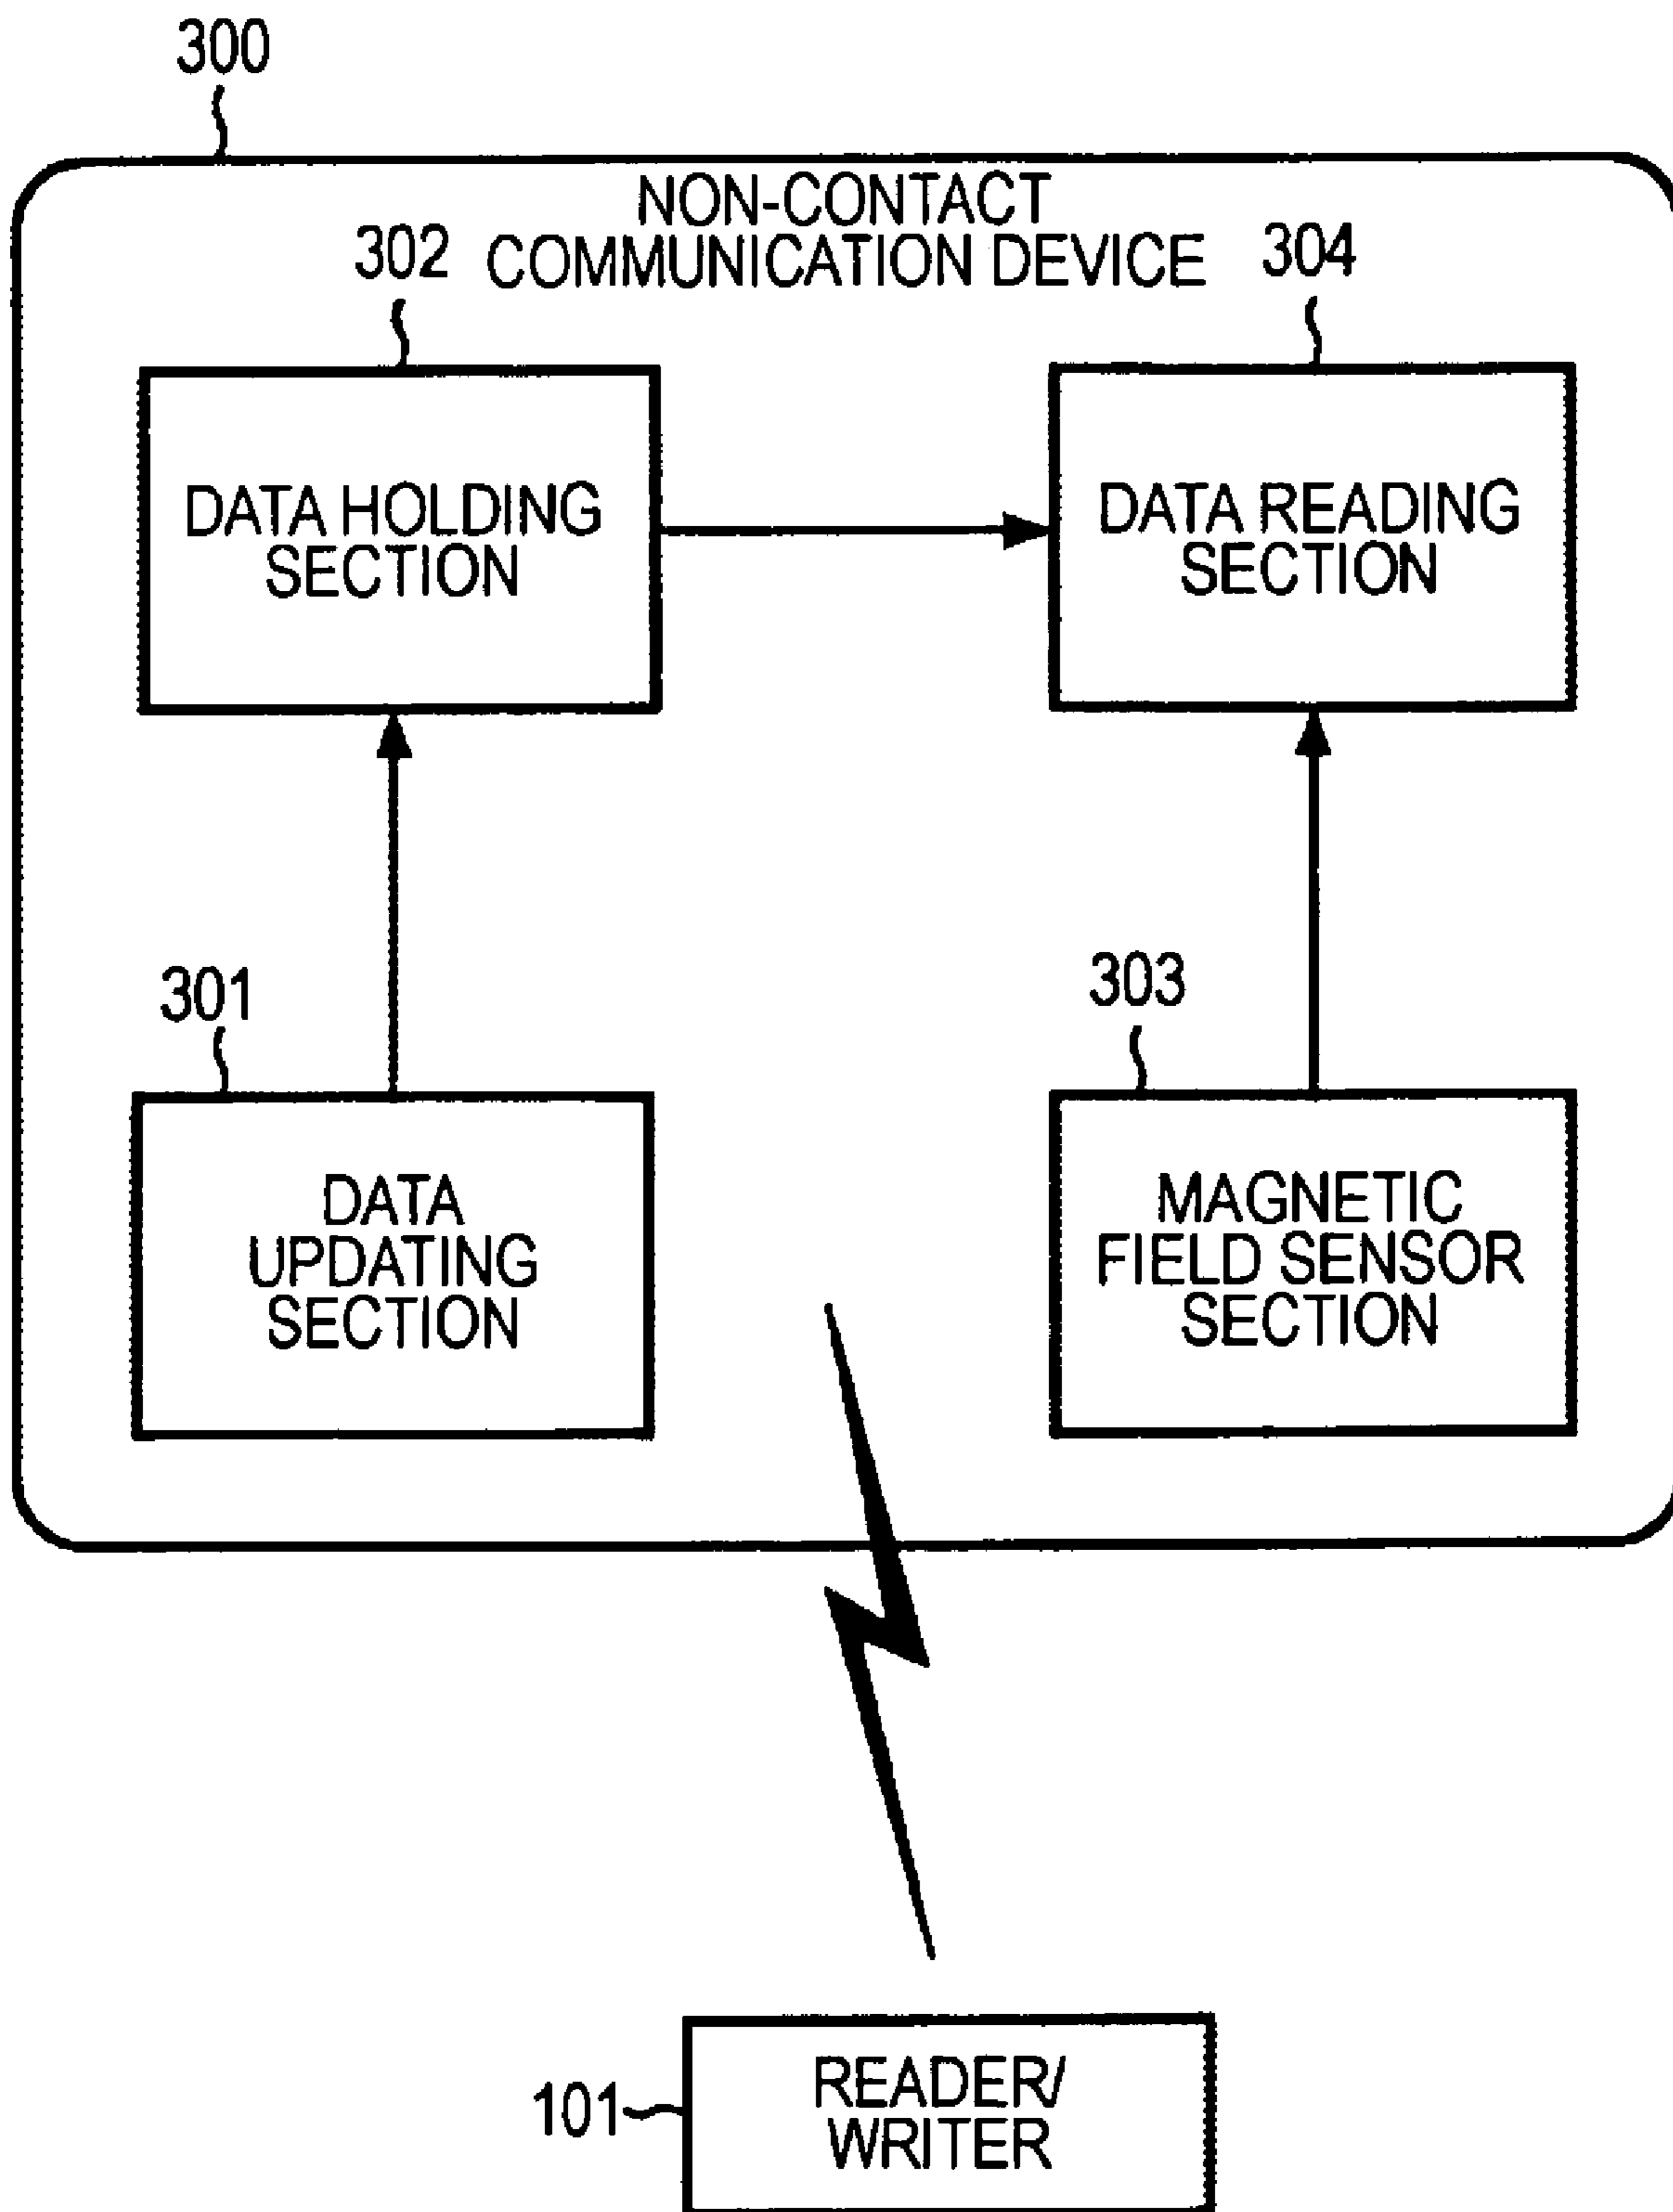 300
NON-CONTACT
COMMUNICATION DEVICE
302
304
DATA HOLDING
SECTION
DATA READING
SECTION
301
303
DATA
UPDATING
SECTION
MAGNETIC
FIELD SENSOR
SECTION
101
READER/
WRITER